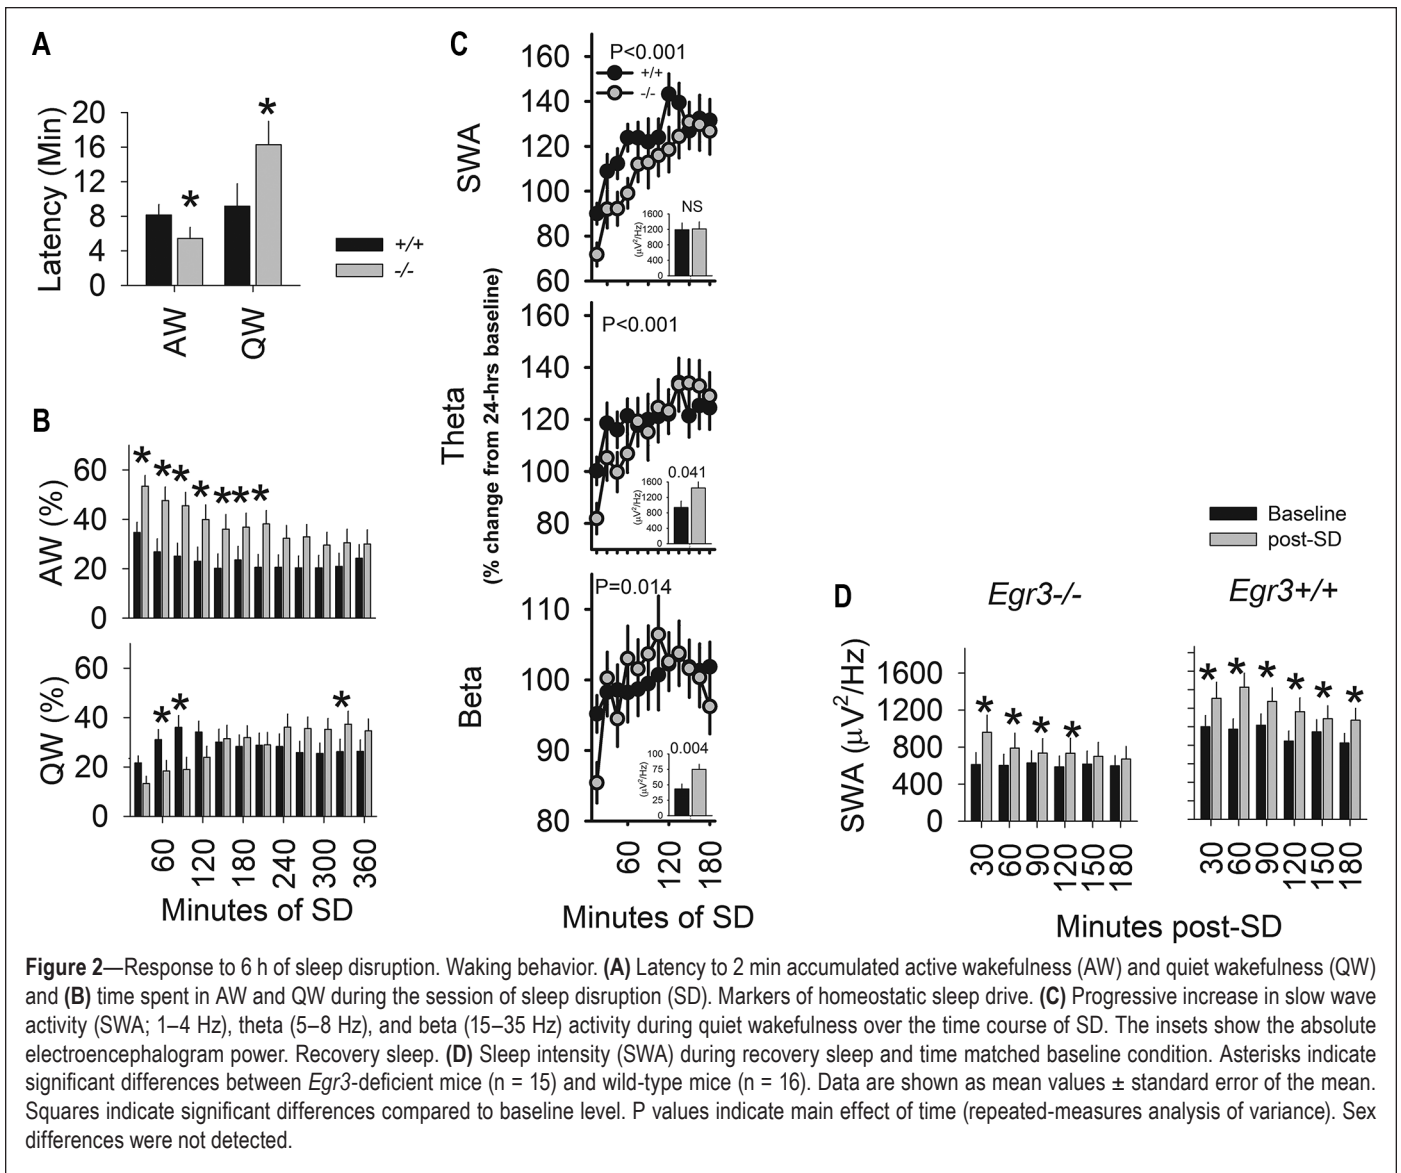 A
Latency (Min)
20
16
12
8
4
0
*
*
AW
QW
+/+
-/-
B
AW (%)
60
40
20
0
* * * * * * *
QW (%)
60
40
20
0
* * *
60 120 180 240 300 360
Minutes of SD
C
(% change from 24-hrs baseline)
SWA
160
140
120
100
80
60
P<0.001
+/+
-/-
NS
(µV²/Hz)
1600
1200
800
400
0
Theta
160
140
120
100
80
P<0.001
0.041
(µV²/Hz)
1600
1200
800
400
0
Beta
110
100
90
80
P=0.014
0.004
(µV²/Hz)
100
75
50
25
0
60 120 180
Minutes of SD
Baseline
post-SD
D
Egr3-/-
Egr3+/+
SWA (µV²/Hz)
1600
1200
800
400
0
* * * *
* * * * * *
30 60 90 120 150 180
30 60 90 120 150 180
Minutes post-SD
Figure 2—Response to 6 h of sleep disruption. Waking behavior. (A) Latency to 2 min accumulated active wakefulness (AW) and quiet wakefulness (QW)
and (B) time spent in AW and QW during the session of sleep disruption (SD). Markers of homeostatic sleep drive. (C) Progressive increase in slow wave
activity (SWA; 1–4 Hz), theta (5–8 Hz), and beta (15–35 Hz) activity during quiet wakefulness over the time course of SD. The insets show the absolute
electroencephalogram power. Recovery sleep. (D) Sleep intensity (SWA) during recovery sleep and time matched baseline condition. Asterisks indicate
significant differences between Egr3-deficient mice (n = 15) and wild-type mice (n = 16). Data are shown as mean values ± standard error of the mean.
Squares indicate significant differences compared to baseline level. P values indicate main effect of time (repeated-measures analysis of variance). Sex
differences were not detected.